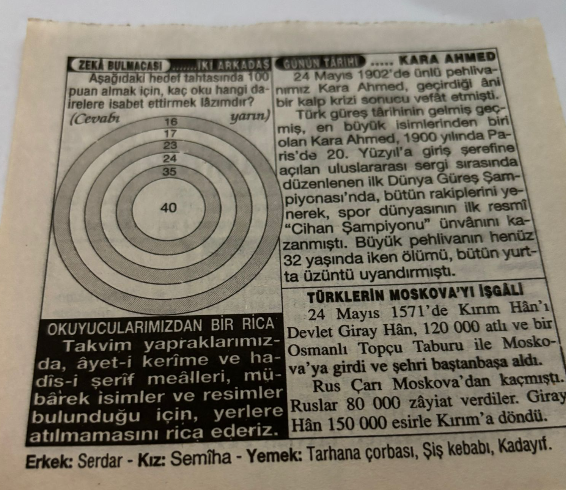 ZEKÂ BULMACASI ......İKİ ARKADAŞ
Aşağıdaki hedef tahtasında 100
puan almak için, kaç oku hangi da-
irelere isabet ettirmek lâzımdır?
(Cevabı yarın)
16
17
23
24
35
40
OKUYUCULARIMIZDAN BİR RİCA
Takvim yapraklarımız-
da, âyet-i kerîme ve ha-
dîs-i şerîf meâlleri, mü-
bârek isimler ve resimler
bulunduğu için, yerlere
atılmamasını rica ederiz.
GÜNÜN TARİHİ ..... KARA AHMED
24 Mayıs 1902'de ünlü pehliva-
nımız Kara Ahmed, geçirdiği âni
bir kalp krizi sonucu vefât etmişti.
Türk güreş târihinin gelmiş geç-
miş, en büyük isimlerinden biri
olan Kara Ahmed, 1900 yılında Pa-
ris'de 20. Yüzyıl'a giriş şerefine
açılan uluslararası sergi sırasında
düzenlenen ilk Dünya Güreş Şam-
piyonası'nda, bütün rakiplerini ye-
nerek, spor dünyasının ilk resmî
"Cihan Şampiyonu" ünvânını ka-
zanmıştı. Büyük pehlivanın henüz
32 yaşında iken ölümü, bütün yurt-
ta üzüntü uyandırmıştı.
TÜRKLERİN MOSKOVA'YI İŞGÂLİ
24 Mayıs 1571'de Kırım Hân'ı
Devlet Giray Hân, 120 000 atlı ve bir
Osmanlı Topçu Taburu ile Mosko-
va'ya girdi ve şehri baştanbaşa aldı.
Rus Çarı Moskova'dan kaçmıştı.
Ruslar 80 000 zâyiat verdiler. Giray
Hân 150 000 esirle Kırım'a döndü.
Erkek: Serdar - Kız: Semîha - Yemek: Tarhana çorbası, Şiş kebabı, Kadayıf.